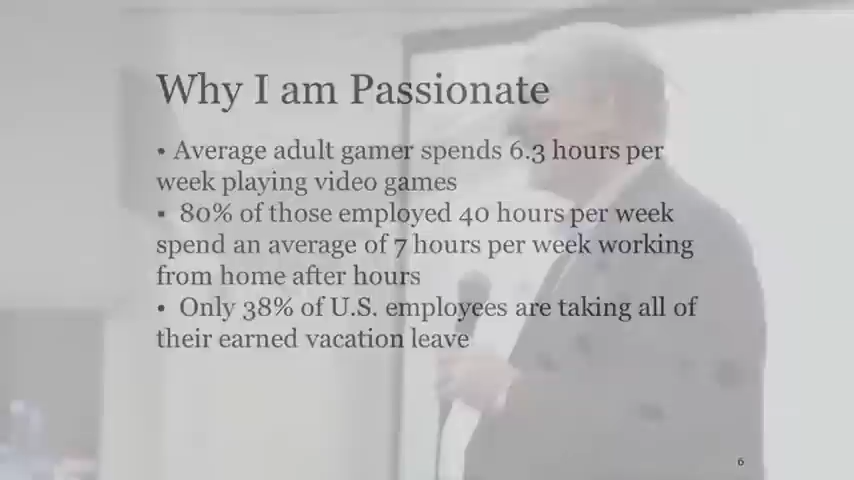 Why I am Passionate
• Average adult gamer spends 6.3 hours per
week playing video games
• 80% of those employed 40 hours per week
spend an average of 7 hours per week working
from home after hours
• Only 38% of U.S. employees are taking all of
their earned vacation leave
6